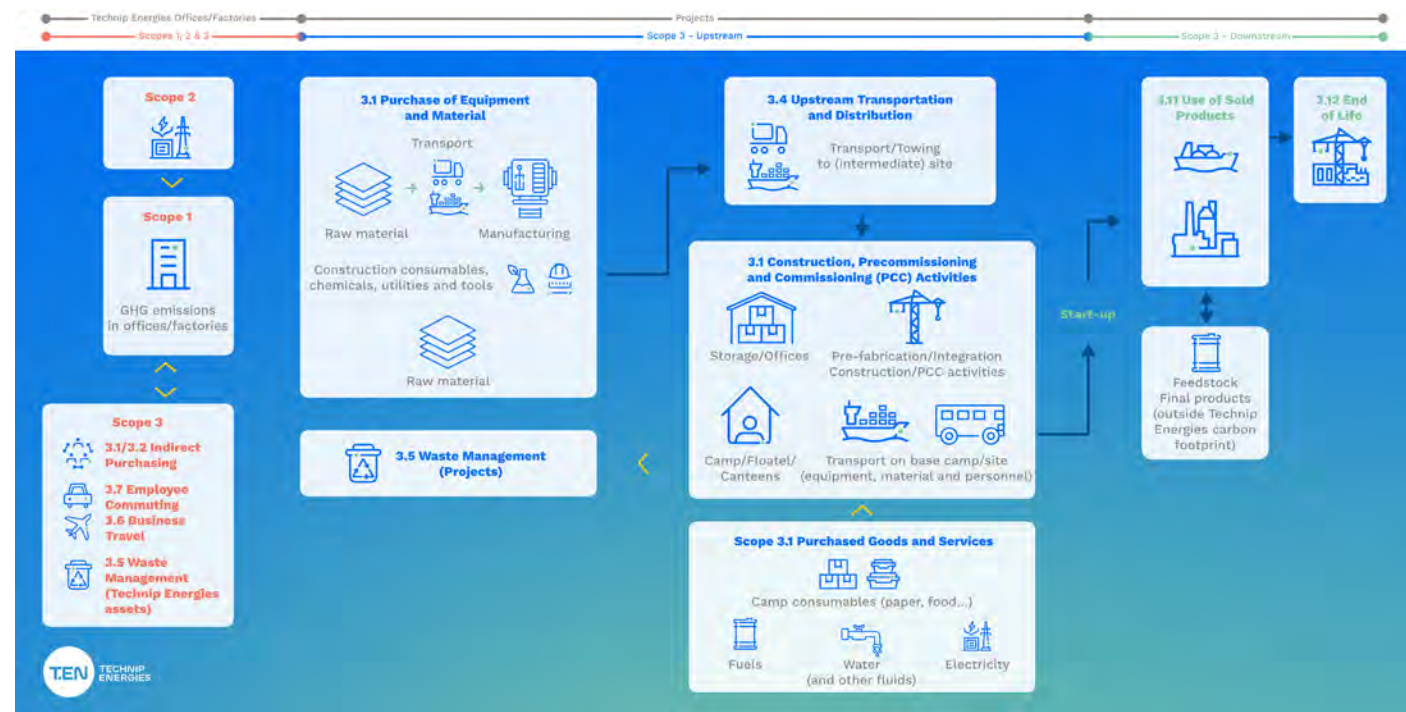 Technip Energies Offices/Factories
Projects
Scopes 1, 2 & 3
Scope 3 - Upstream
Scope 3 - Downstream
Scope 2
Scope 1
GHG emissions
in offices/factories
Scope 3
3.1/3.2 Indirect
Purchasing
3.7 Employee
Commuting
3.6 Business
Travel
3.5 Waste
Management
(Technip Energies
assets)
T.EN
TECHNIP
ENERGIES
3.1 Purchase of Equipment
and Material
Transport
Raw material
Manufacturing
Construction consumables,
chemicals, utilities and tools
Raw material
3.5 Waste Management
(Projects)
3.4 Upstream Transportation
and Distribution
Transport/Towing
to (intermediate) site
3.1 Construction, Precommissioning
and Commissioning (PCC) Activities
Storage/Offices
Pre-fabrication/Integration
Construction/PCC activities
Camp/Floatel/
Canteens
Transport on base camp/site
(equipment, material and personnel)
Scope 3.1 Purchased Goods and Services
Camp consumables (paper, food...)
Fuels
Water
(and other fluids)
Electricity
Start-up
3.11 Use of Sold
Products
3.12 End
of Life
Feedstock
Final products
(outside Technip
Energies carbon
footprint)